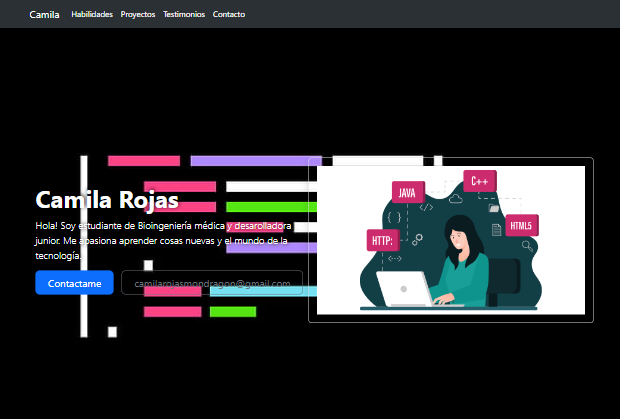 Camila Habilidades Proyectos Testimonios Contacto
Camila Rojas
Hola! Soy estudiante de Bioingeniería médica y desarolladora
junior. Me apasiona aprender cosas nuevas y el mundo de la
tecnología.
Contactame
camilarojasmondragon@gmail.com
C++
JAVA
HTML5
HTTP: